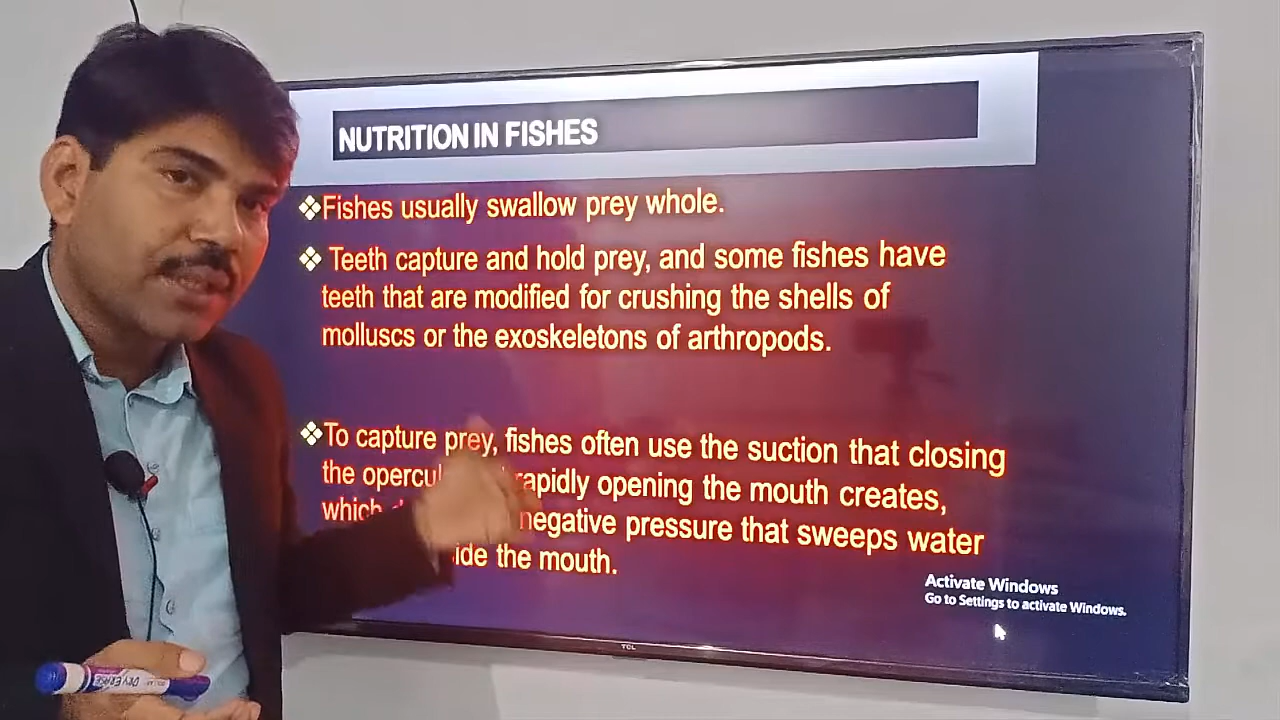 NUTRITION IN FISHES
❖Fishes usually swallow prey whole.
❖ Teeth capture and hold prey, and some fishes have
teeth that are modified for crushing the shells of
molluscs or the exoskeletons of arthropods.
❖To capture prey, fishes often use the suction that closing
the rapidly opening the mouth creates,
which negative pressure that sweeps water
the mouth.
Activate Windows
Go to Settings to activate Windows.
TCL